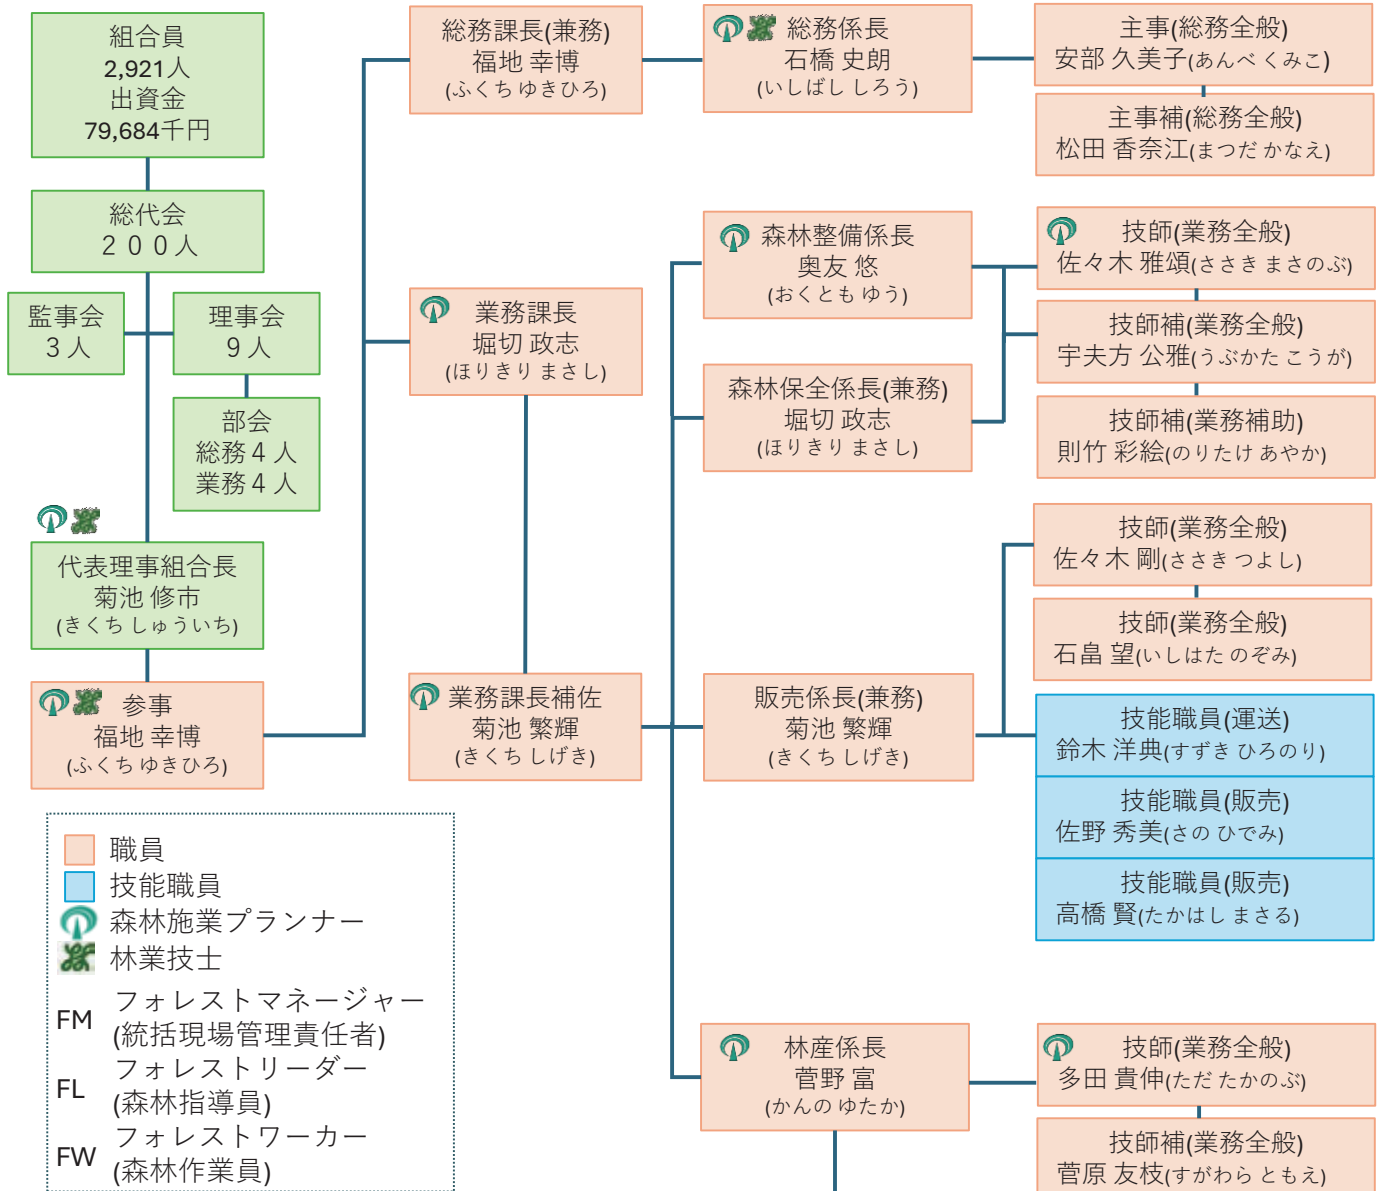 組合員
2,921人
出資金
79,684千円
総代会
２００人
監事会
３人
理事会
９人
部会
総務４人
業務４人
代表理事組合長
菊池 修市
(きくち しゅういち)
参事
福地 幸博
(ふくち ゆきひろ)
総務課長(兼務)
福地 幸博
(ふくち ゆきひろ)
総務係長
石橋 史朗
(いしばし しろう)
主事(総務全般)
安部 久美子(あんべ くみこ)
主事補(総務全般)
松田 香奈江(まつだ かなえ)
業務課長
堀切 政志
(ほりきり まさし)
業務課長補佐
菊池 繁輝
(きくち しげき)
森林整備係長
奥友 悠
(おくとも ゆう)
森林保全係長(兼務)
堀切 政志
(ほりきり まさし)
技師(業務全般)
佐々木 雅頌(ささき まさのぶ)
技師補(業務全般)
宇夫方 公雅(うぶかた こうが)
技師補(業務補助)
則竹 彩絵(のりたけ あやか)
販売係長(兼務)
菊池 繁輝
(きくち しげき)
技師(業務全般)
佐々木 剛(ささき つよし)
技師(業務全般)
石畠 望(いしはた のぞみ)
技能職員(運送)
鈴木 洋典(すずき ひろのり)
技能職員(販売)
佐野 秀美(さの ひでみ)
技能職員(販売)
高橋 賢(たかはし まさる)
林産係長
菅野 富
(かんの ゆたか)
技師(業務全般)
多田 貴伸(ただ たかのぶ)
技師補(業務全般)
菅原 友枝(すがわら ともえ)
職員
技能職員
森林施業プランナー
林業技士
FM フォレストマネージャー
(統括現場管理責任者)
FL フォレストリーダー
(森林指導員)
FW フォレストワーカー
(森林作業員)